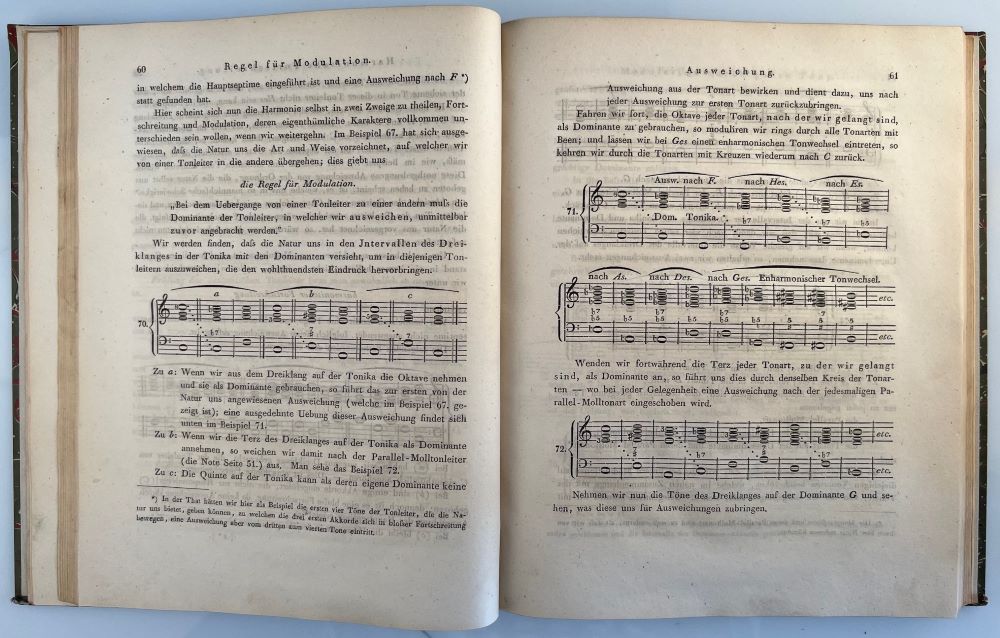 60
Regel für Modulation.
in welchem die Hauptseptime eingeführt ist und eine Ausweichung nach F *)
statt gefunden hat.
Hier scheint sich nun die Harmonie selbst in zwei Zweige zu theilen, Fort-
schreitung und Modulation, deren eigenthümliche Karaktere vollkommen un-
terschieden sein wollen, wenn wir weitergehn. Im Beispiel 67. hat sich ausge-
wiesen, daſs die Natur uns die Art und Weise vorzeichnet, auf welcher wir
von einer Tonleiter in die andere übergehen; dies giebt uns
die Regel für Modulation.
„Bei dem Uebergange von einer Tonleiter zu einer ändern muſs die
Dominante der Tonleiter, in welcher wir ausweichen, unmittelbar
zuvor angebracht werden.“
Wir werden finden, daſs die Natur uns in den Jntervallen des Drei-
klanges in der Tonika mit den Dominanten versieht, um in diejenigen Ton-
leitern auszuweichen, die den wohlthuendsten Eindruck hervorbringen.
a b c
70.
Zu a: Wenn wir aus dem Dreiklang auf der Tonika die Oktave nehmen
und sie als Dominante gebrauchen, so führt das zur ersten von der
Natur uns angewiesenen Ausweichung (welche im Beispiel 67. ge-
zeigt ist); eine ausgedehnte Uebung dieser Ausweichung findet sich
unten im Beispiel 71.
Zu b: Wenn wir die Terz des Dreiklanges auf der Tonika als Dominante
annehmen, so weichen wir damit nach der Parallel-Molltonleiter
(die Note Seite 51.) aus. Man sehe das Beispiel 72.
Zu c: Die Quinte auf der Tonika kann als deren eigene Dominante keine
*) In der That hätten wir hier als Beispiel die ersten vier Töne der Tonleiter, die die Na-
tur uns bietet, geben können, zu welchen die drei ersten Akkorde sich in bloſser Fortschreitung
bewegen, eine Ausweichung aber vom dritten zum vierten Tone eintritt.
Ausweichung.
61
Ausweichung aus der Tonart bewirken und dient dazu, uns nach
jeder Ausweichung zur ersten Tonart zurückzubringen.
Fahren wir fort, die Oktave jeder Tonart, nach der wir gelangt sind,
als Dominante zu gebrauchen, so moduliren wir rings durch alle Tonarten mit
Been; und lassen wir bei Ges einen enharmonischen Tonwechsel eintreten, so
kehren wir durch die Tonarten mit Kreuzen wiederum nach C zurück.
Ausw. nach F. nach Hes. nach Es.
71.
Dom. Tonika.
nach As. nach Des. nach Ges. Enharmonischer Tonwechsel.
etc.
etc.
Wenden wir fortwährend die Terz jeder Tonart, zu der wir gelangt
sind, als Dominante an, so führt uns dies durch denselben Kreis der Tonar-
ten — wo bei jeder Gelegenheit eine Ausweichung nach der jedesmaligen Pa-
rallel-Molltonart eingeschoben wird.
72.
etc.
etc.
Nehmen wir nun die Töne des Dreiklanges auf der Dominante G und se-
hen, was diese uns für Ausweichungen zubringen.